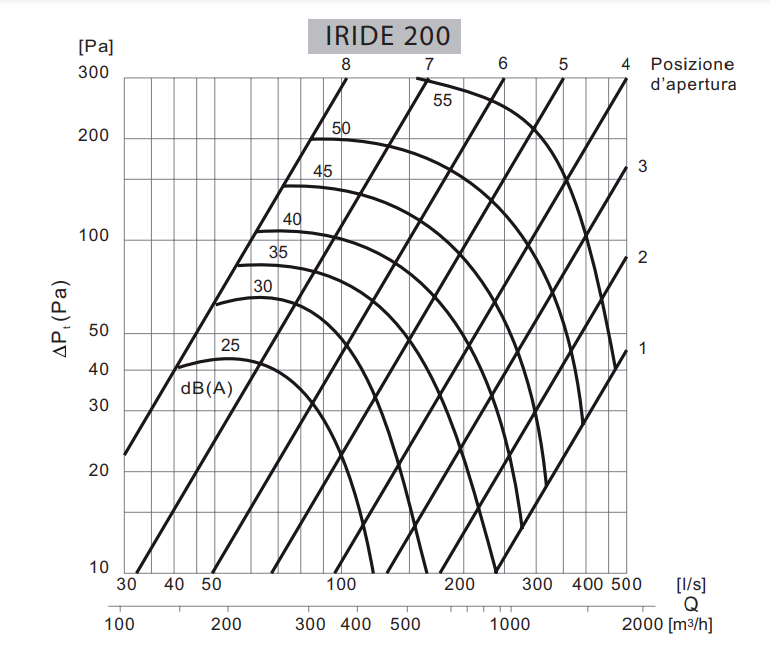 IRIDE 200
[Pa]
8 7 6 5 4 Posizione
d'apertura
300
55
50
200
45
3
40
100
35
2
30
ΔPt (Pa)
50
25
1
40
dB(A)
30
20
10
30 40 50 100 200 300 400 500 [l/s]
Q
100 200 300 400 500 1000 2000 [m³/h]